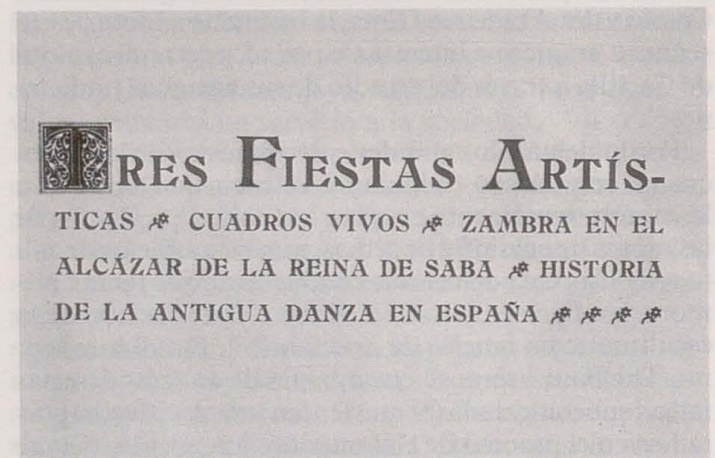 TRES FIESTAS ARTÍS-
TICAS CUADROS VIVOS ZAMBRA EN EL
ALCÁZAR DE LA REINA DE SABA HISTORIA
DE LA ANTIGUA DANZA EN ESPAÑA